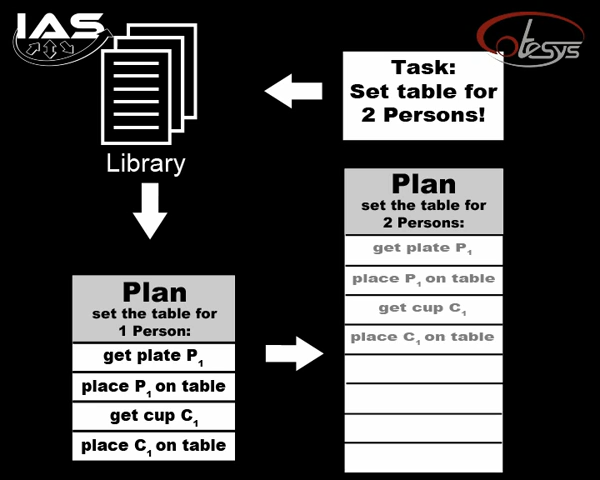 IAS
Cotesys
Task:
Set table for
2 Persons!
Library
Plan
set the table for
2 Persons:
get plate P1
place P1 on table
get cup C1
place C1 on table
Plan
set the table for
1 Person:
get plate P1
place P1 on table
get cup C1
place C1 on table